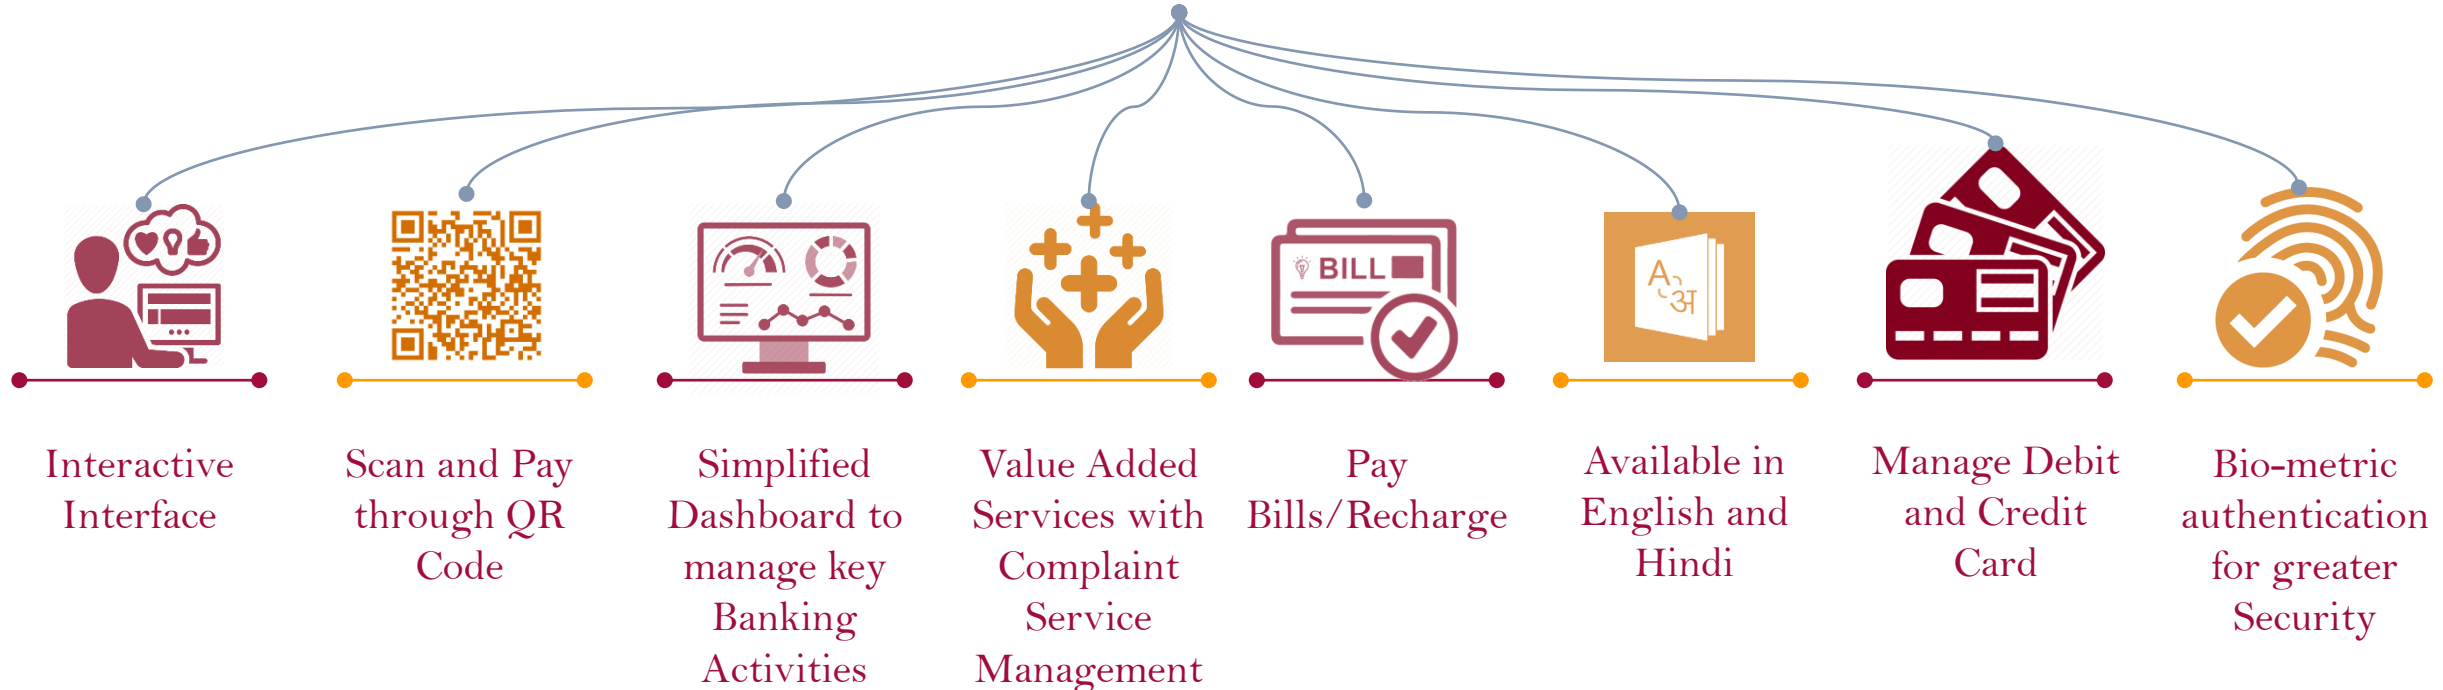 BILL
A
अ
Interactive
Interface
Scan and Pay
through QR
Code
Simplified
Dashboard to
manage key
Banking
Activities
Value Added
Services with
Complaint
Service
Management
Pay
Bills/Recharge
Available in
English and
Hindi
Manage Debit
and Credit
Card
Bio-metric
authentication
for greater
Security